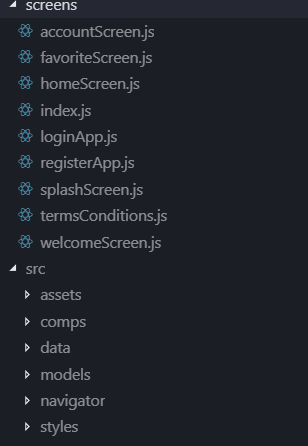 screens
accountScreen.js
favoriteScreen.js
homeScreen.js
index.js
loginApp.js
registerApp.js
splashScreen.js
termsConditions.js
welcomeScreen.js
src
assets
comps
data
models
navigator
styles